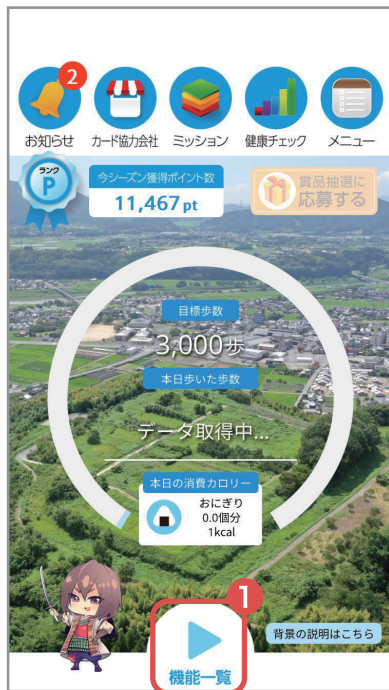 2
お知らせ
カード協力会社
ミッション
健康チェック
メニュー
ランク
P
今シーズン獲得ポイント数
11,467 pt
賞品抽選に
応募する
目標歩数
3,000歩
本日歩いた歩数
データ取得中...
本日の消費カロリー
おにぎり
0.0個分
1kcal
1
機能一覧
背景の説明はこちら